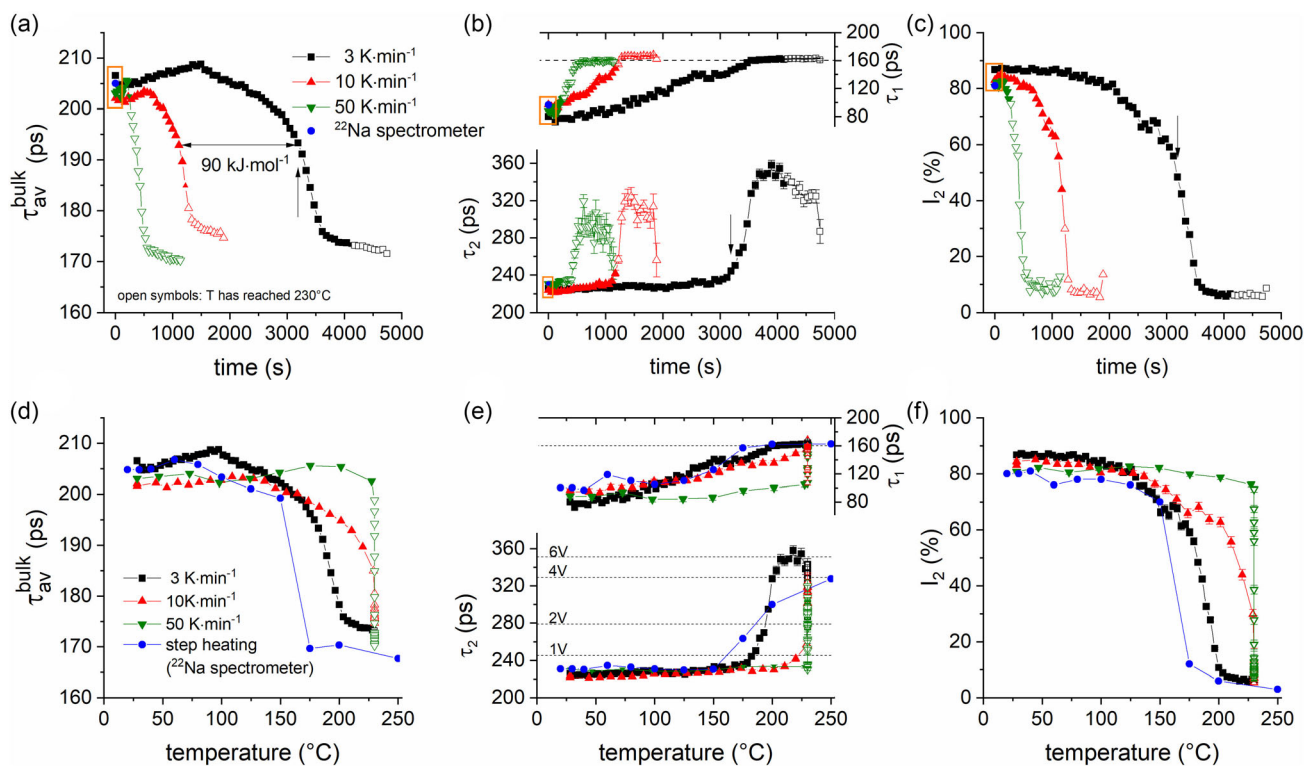 (a)
τ_av^bulk (ps)
210
205
200
195
190
185
180
175
170
165
160
3 K·min⁻¹
10 K·min⁻¹
50 K·min⁻¹
²²Na spectrometer
90 kJ·mol⁻¹
open symbols: T has reached 230°C
0 1000 2000 3000 4000 5000
time (s)
(b)
200
160
120
80
τ₁ (ps)
360
320
280
240
200
τ₂ (ps)
0 1000 2000 3000 4000 5000
time (s)
(c)
I₂ (%)
100
80
60
40
20
0
0 1000 2000 3000 4000 5000
time (s)
(d)
τ_av^bulk (ps)
210
200
190
180
170
160
3 K·min⁻¹
10K·min⁻¹
50 K·min⁻¹
step heating
(²²Na spectrometer)
0 50 100 150 200 250
temperature (°C)
(e)
200
160
120
80
τ₁ (ps)
360
320
280
240
200
τ₂ (ps)
6V
4V
2V
1V
0 50 100 150 200 250
temperature (°C)
(f)
I₂ (%)
100
80
60
40
20
0
0 50 100 150 200 250
temperature (°C)